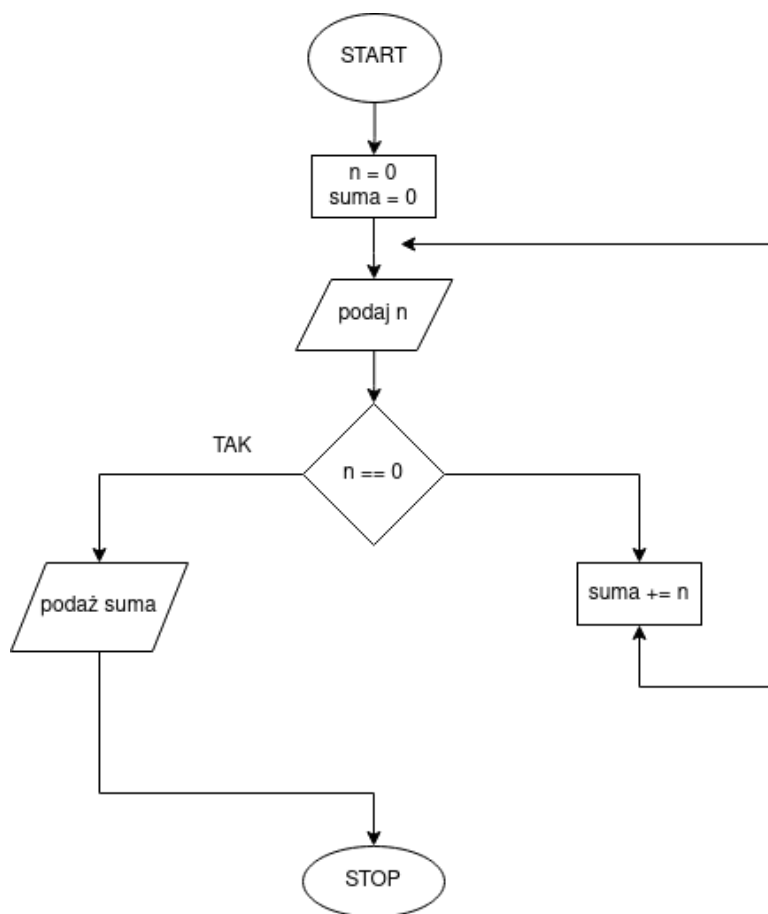 START
n = 0
suma = 0
podaj n
TAK
n == 0
podaż suma
suma += n
STOP